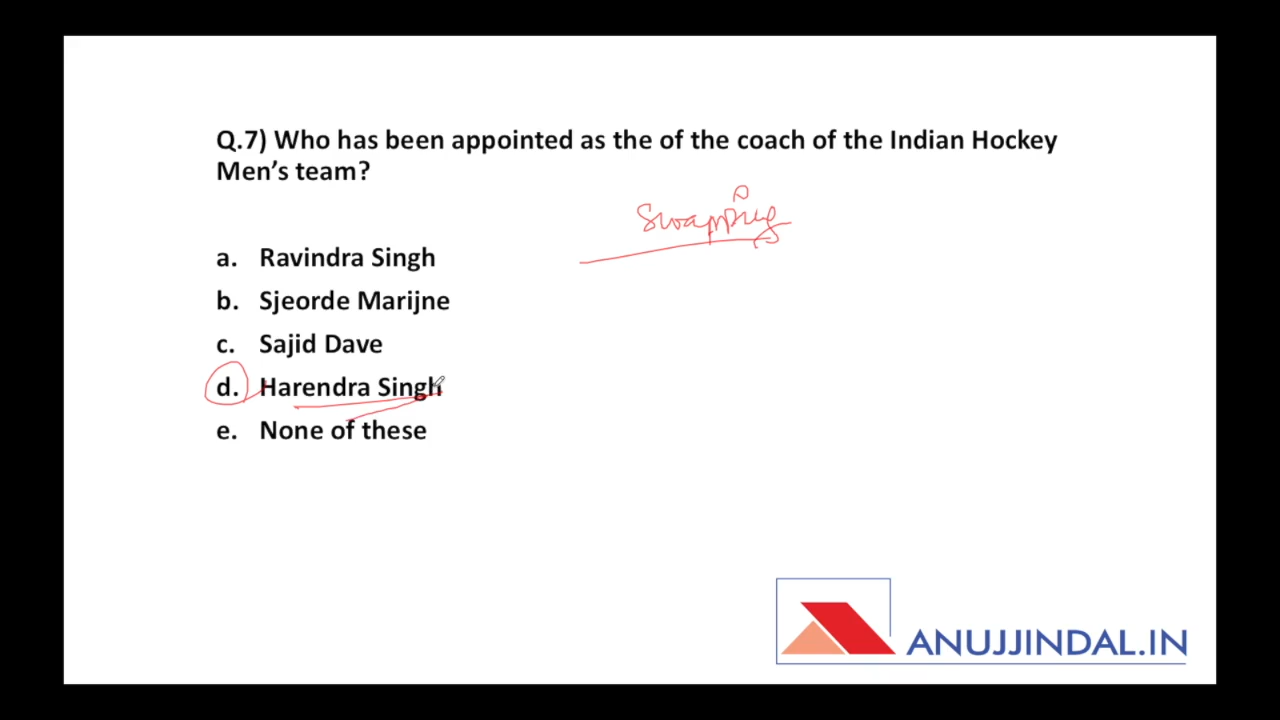 Q.7) Who has been appointed as the of the coach of the Indian Hockey
Men's team?
Swapping
a. Ravindra Singh
b. Sjeorde Marijne
c. Sajid Dave
d. Harendra Singh
e. None of these
ANUJJINDAL.IN